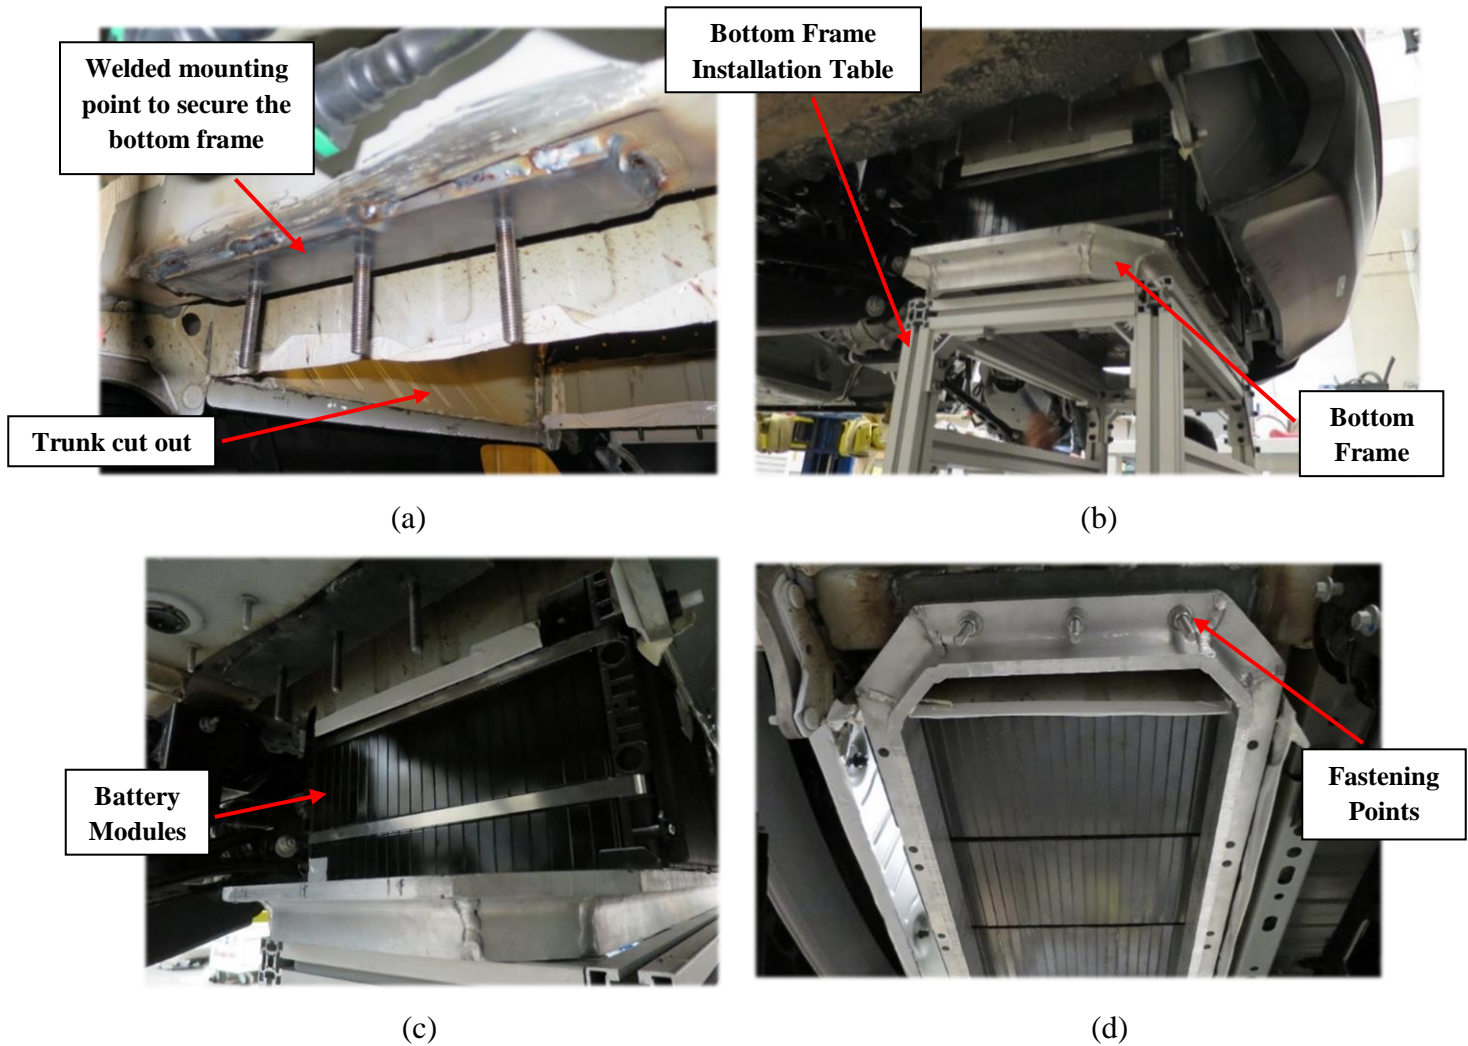 Welded mounting
point to secure the
bottom frame
Trunk cut out
(a)
Bottom Frame
Installation Table
Bottom
Frame
(b)
Battery
Modules
(c)
Fastening
Points
(d)